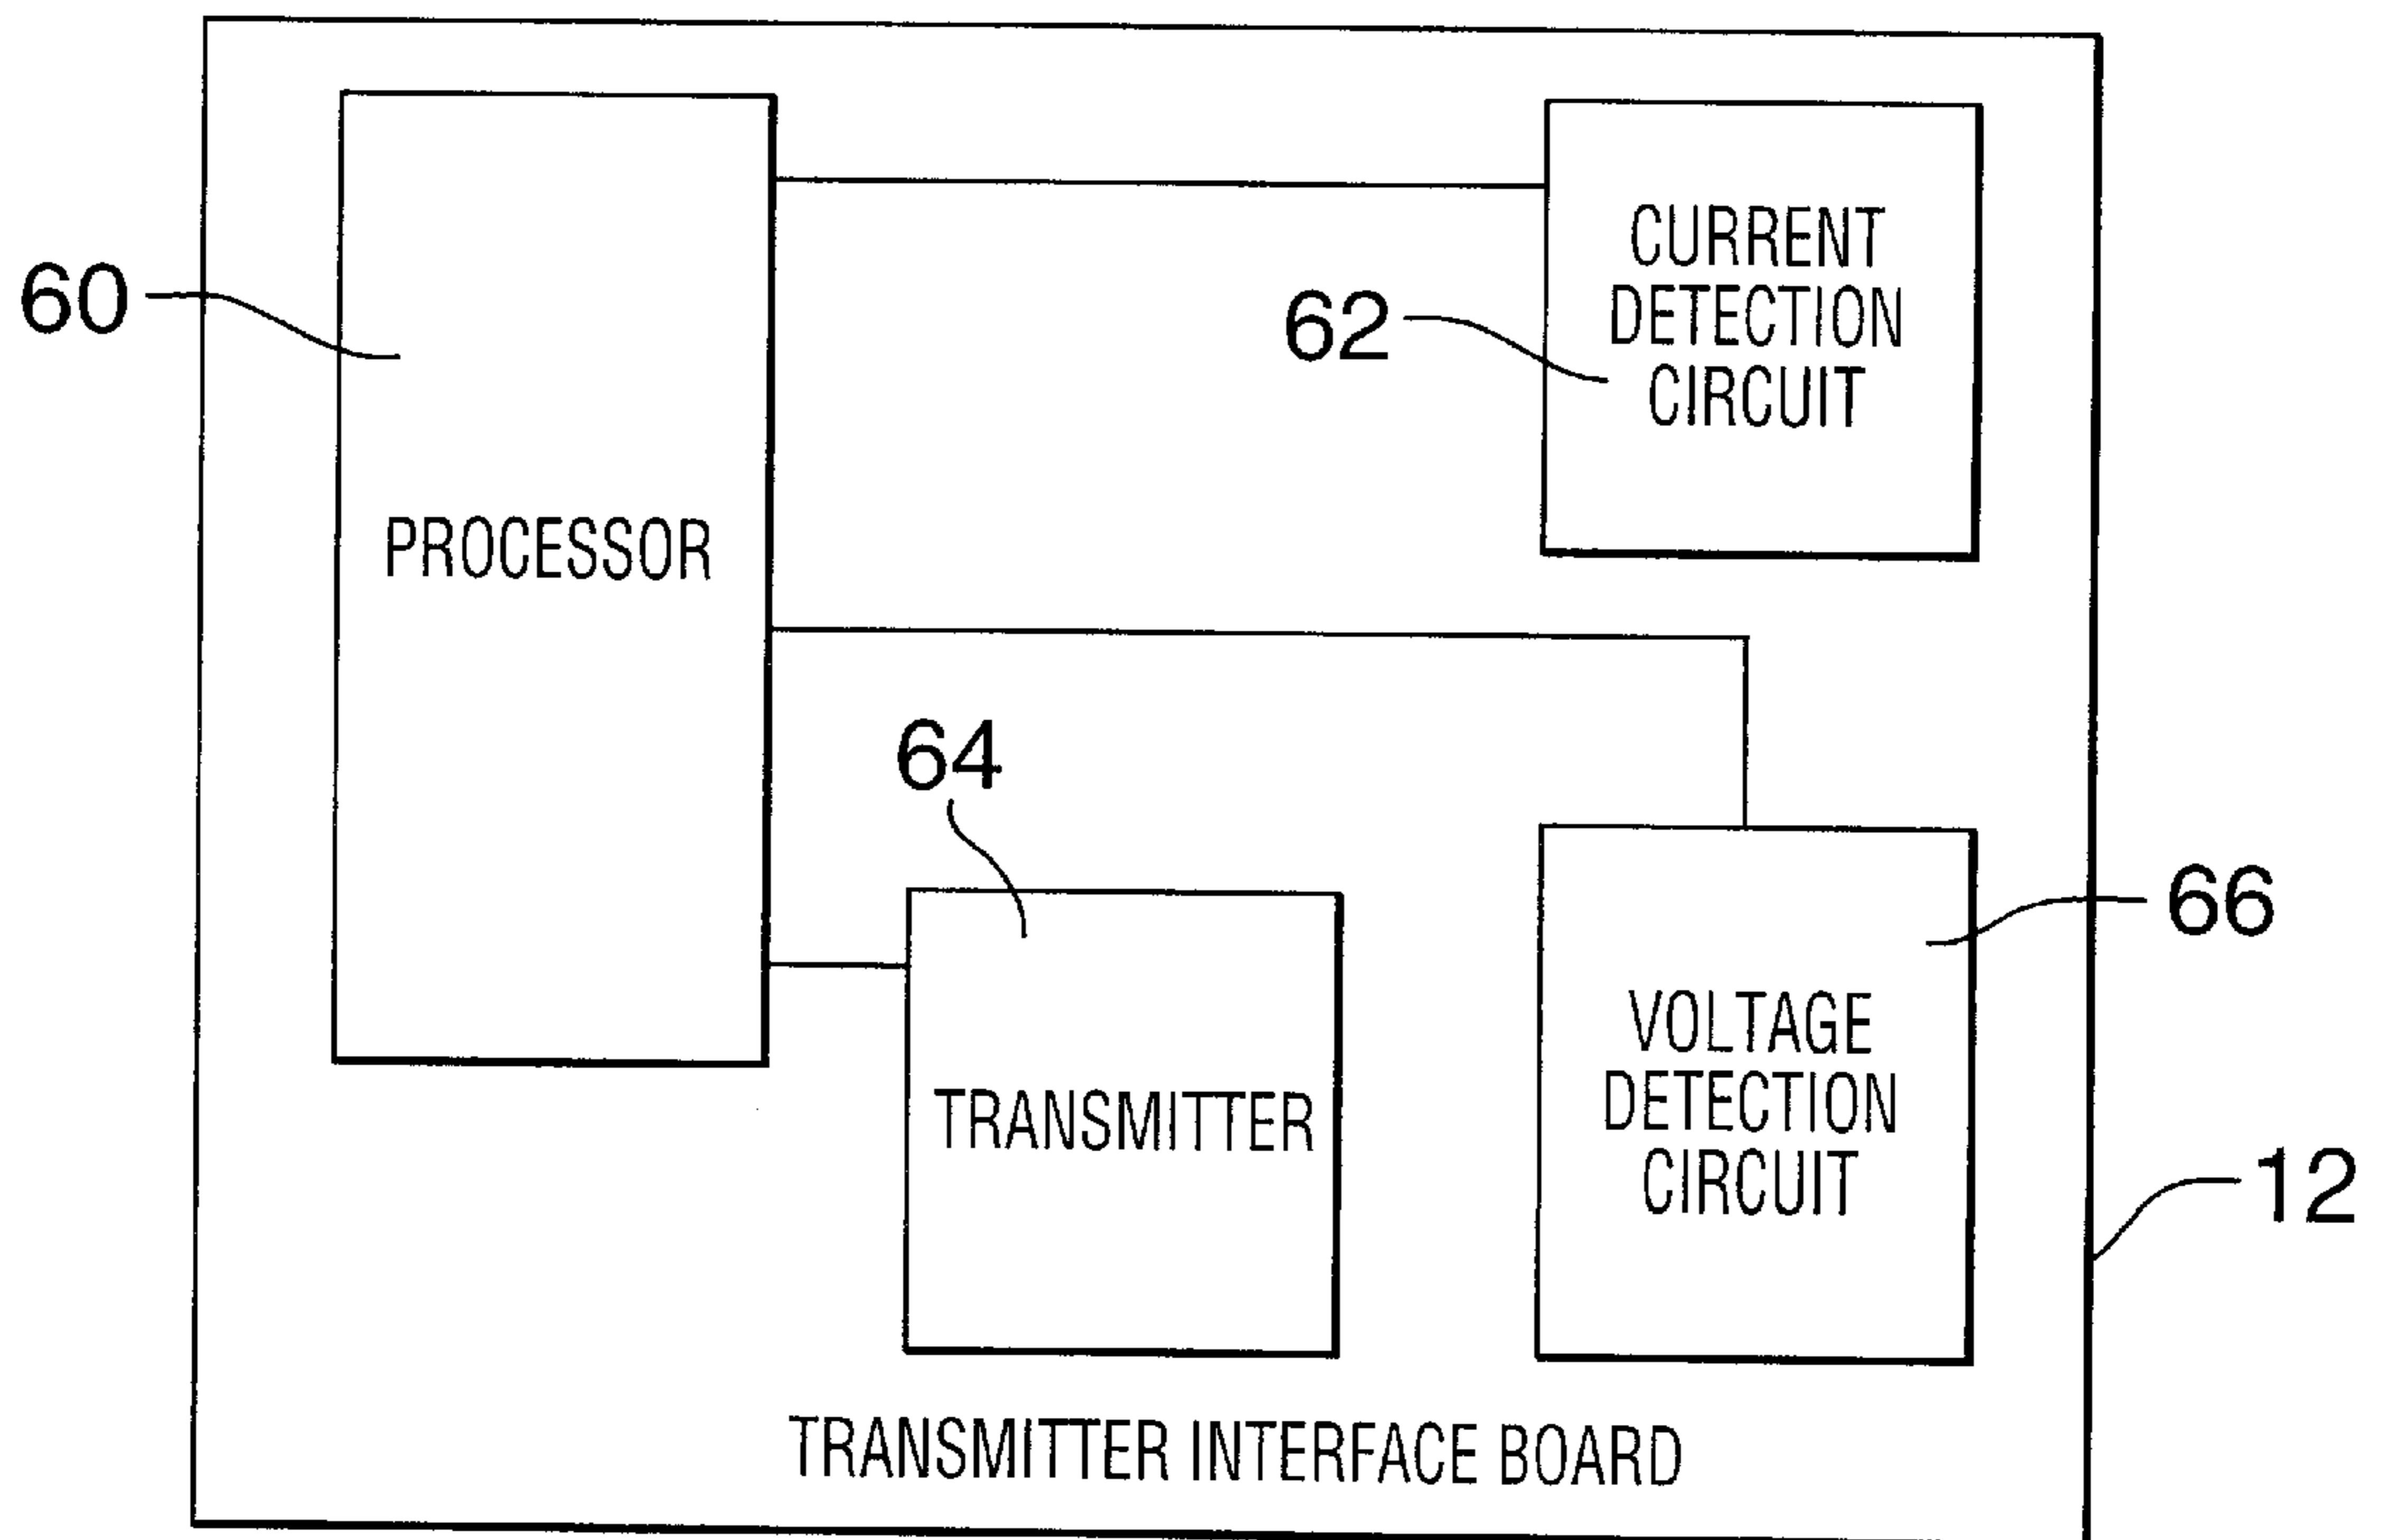 60
PROCESSOR
62
CURRENT
DETECTION
CIRCUIT
64
TRANSMITTER
66
VOLTAGE
DETECTION
CIRCUIT
12
TRANSMITTER INTERFACE BOARD